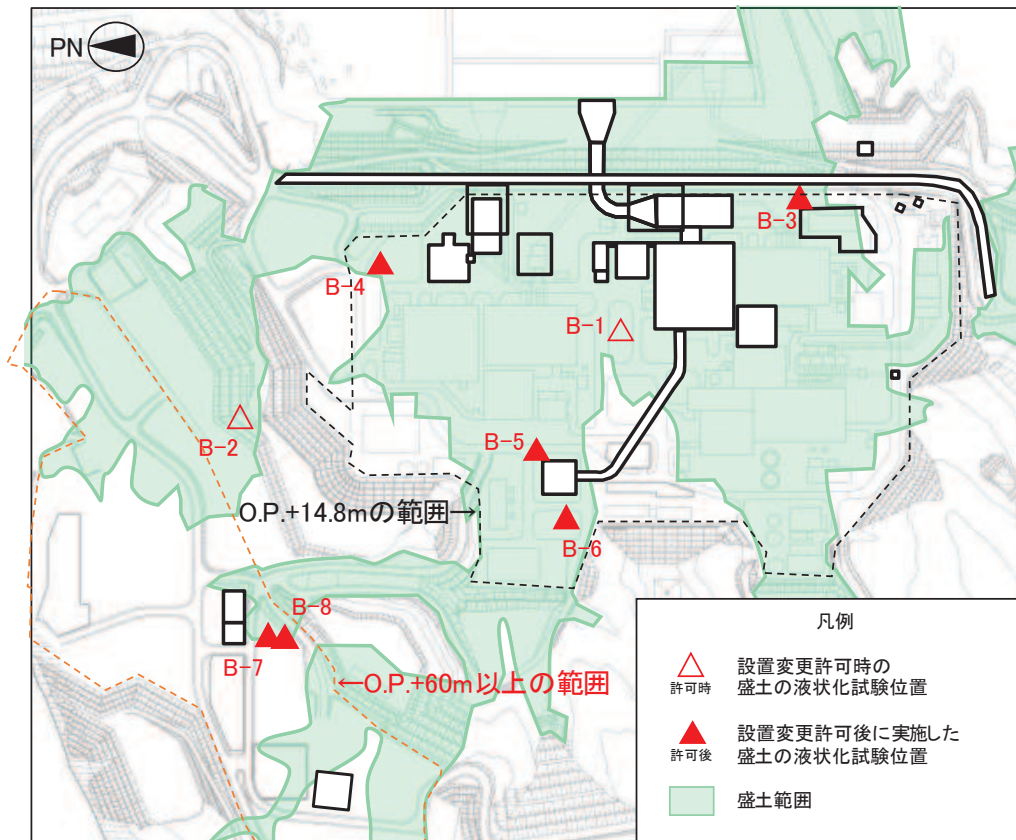 PN
B-3
B-4
B-1
B-2
B-5
O.P.+14.8mの範囲→
B-6
B-8
B-7
←O.P.+60m以上の範囲
凡例
許可時
設置変更許可時の
盛土の液状化試験位置
許可後
設置変更許可後に実施した
盛土の液状化試験位置
盛土範囲